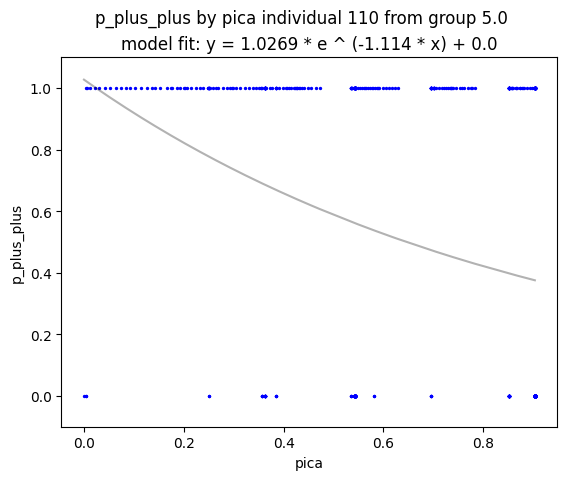 p_plus_plus by pica individual 110 from group 5.0
model fit: y = 1.0269 * e ^ (-1.114 * x) + 0.0
1.0
0.8
0.6
0.4
0.2
0.0
p_plus_plus
0.0 0.2 0.4 0.6 0.8
pica